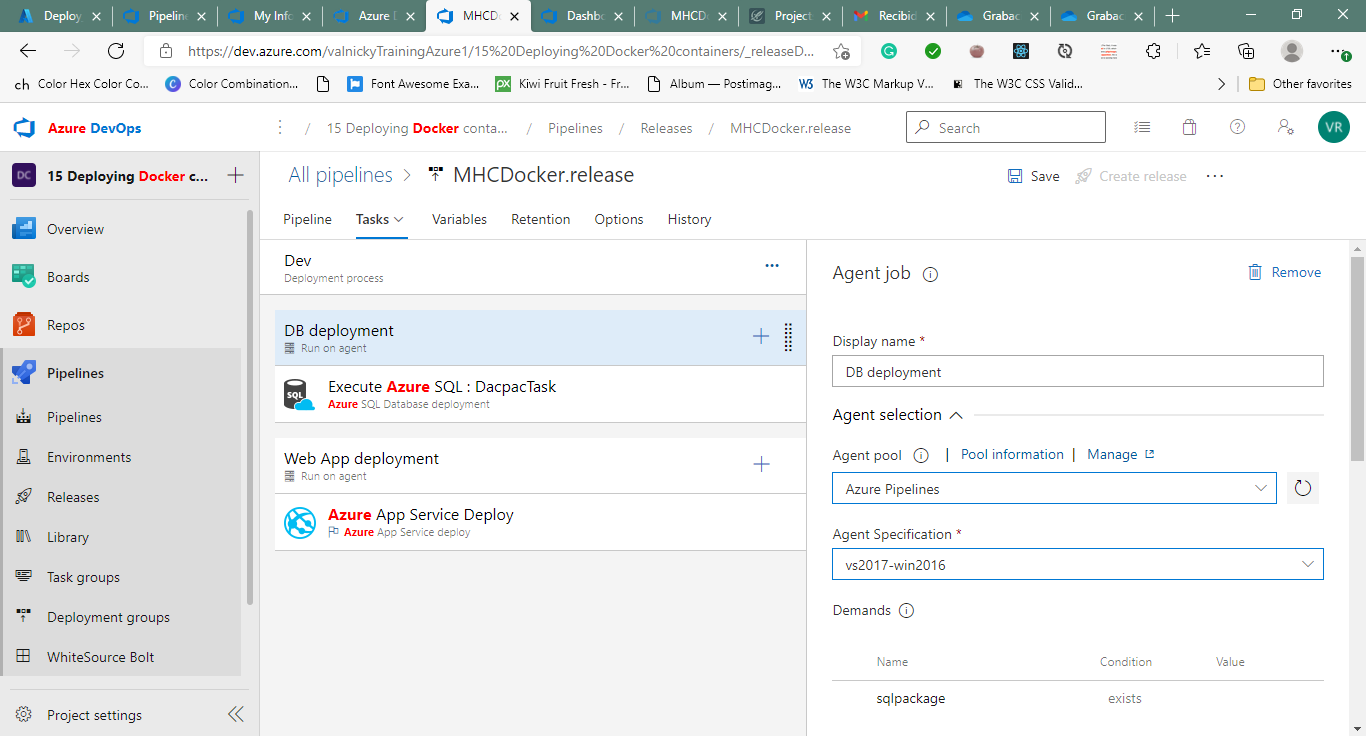 Deploy
Pipeline
My Info
Azure D
MHCDo
Dashbo
MHCDo
Project
Recibid
Grabac
Grabac
https://dev.azure.com/valnickyTrainingAzure1/15%20Deploying%20Docker%20containers/_releaseD...
ch Color Hex Color Co...
C Color Combination...
Font Awesome Exa...
px Kiwi Fruit Fresh - Fr...
Album — Postimag...
W3 The W3C Markup V...
The W3C CSS Valid...
Other favorites
Azure DevOps
/ 15 Deploying Docker conta... / Pipelines / Releases / MHCDocker.release
Search
VR
DC 15 Deploying Docker c...
Overview
Boards
Repos
Pipelines
Pipelines
Environments
Releases
Library
Task groups
Deployment groups
WhiteSource Bolt
Project settings
All pipelines > MHCDocker.release
Save
Create release
Pipeline
Tasks
Variables
Retention
Options
History
Dev
Deployment process
DB deployment
Run on agent
SQL
Execute Azure SQL : DacpacTask
Azure SQL Database deployment
Web App deployment
Run on agent
Azure App Service Deploy
Azure App Service deploy
Agent job
Remove
Display name *
DB deployment
Agent selection
Agent pool | Pool information | Manage
Azure Pipelines
Agent Specification *
vs2017-win2016
Demands
Name Condition Value
sqlpackage exists